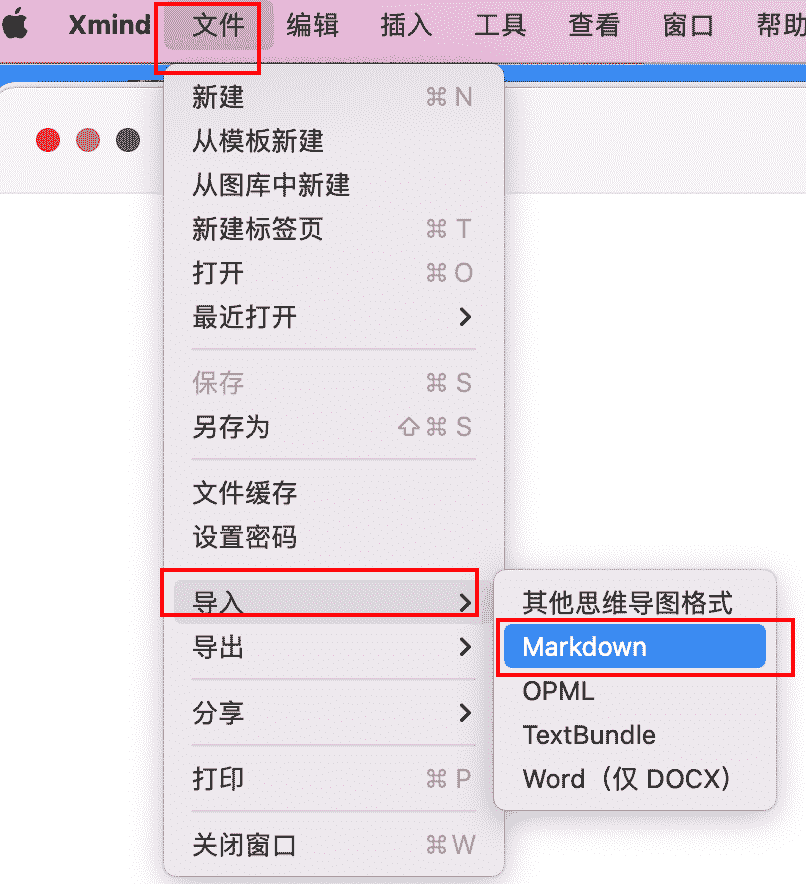 Xmind 文件 编辑 插入 工具 查看 窗口 帮助
新建 ⌘ N
从模板新建
从图库中新建
新建标签页 ⌘ T
打开 ⌘ O
最近打开
保存 ⌘ S
另存为 ⇧ ⌘ S
文件缓存
设置密码
导入
导出
分享
打印 ⌘ P
关闭窗口 ⌘ W
其他思维导图格式
Markdown
OPML
TextBundle
Word（仅 DOCX）